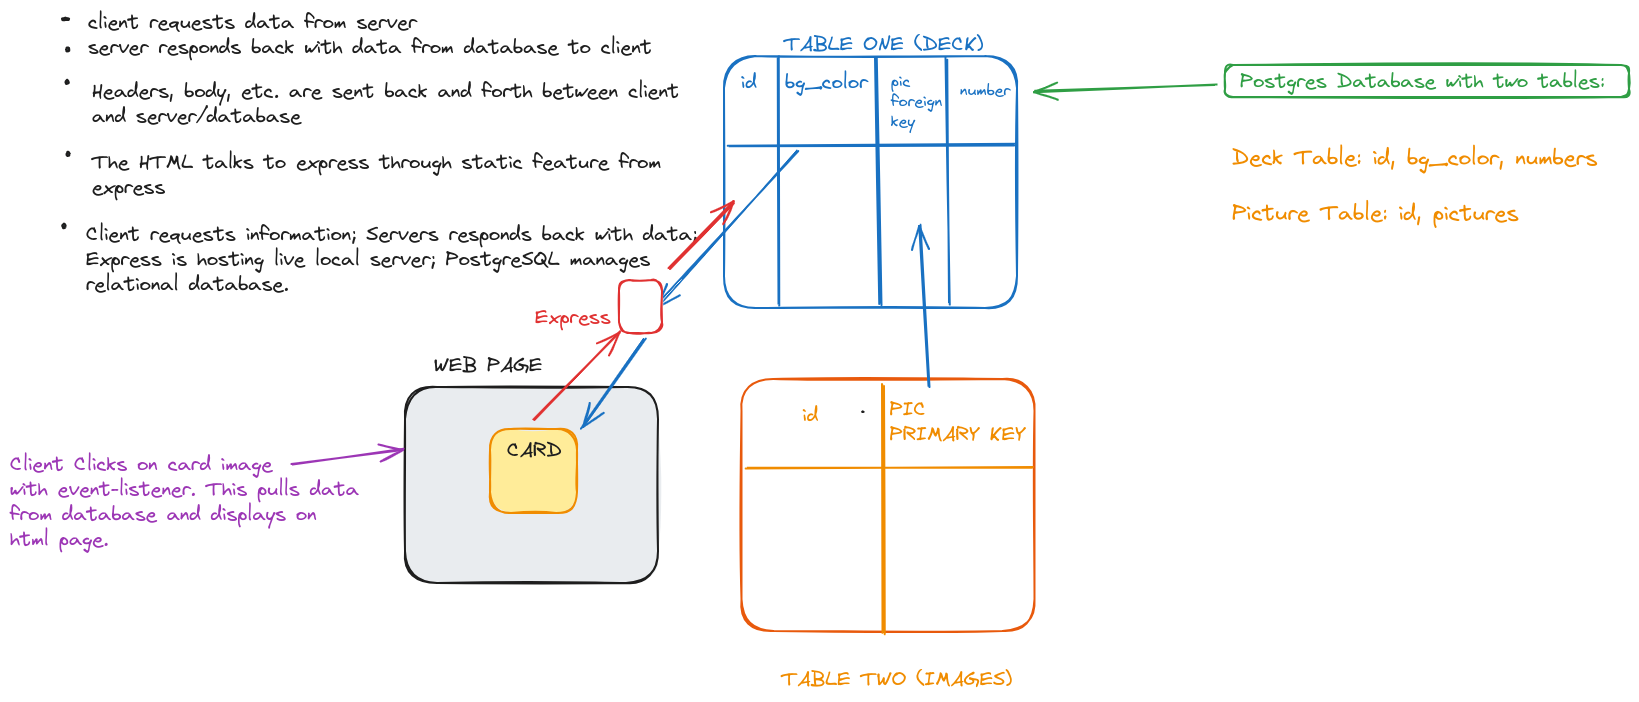 - client requests data from server
• server responds back with data from database to client
• Headers, body, etc. are sent back and forth between client
and server/database
• The HTML talks to express through static feature from
express
• Client requests information; Servers responds back with data;
Express is hosting live local server; PostgreSQL manages
relational database.
TABLE ONE (DECK)
id
bg_color
pic
foreign
key
number
Postgres Database with two tables:
Deck Table: id, bg_color, numbers
Picture Table: id, pictures
Express
WEB PAGE
CARD
Client Clicks on card image
with event-listener. This pulls data
from database and displays on
html page.
id
PIC
PRIMARY KEY
TABLE TWO (IMAGES)